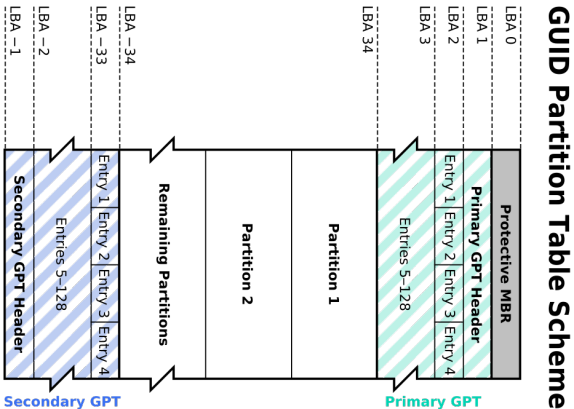 GUID Partition Table Scheme
LBA 0
Protective MBR
LBA 1
Primary GPT Header
LBA 2
Entry 1 Entry 2 Entry 3 Entry 4
LBA 3
Entries 5–128
Primary GPT
LBA 34
Partition 1
Partition 2
Remaining Partitions
LBA −34
Entry 1 Entry 2 Entry 3 Entry 4
LBA −33
Entries 5–128
LBA −2
Secondary GPT Header
LBA −1
Secondary GPT